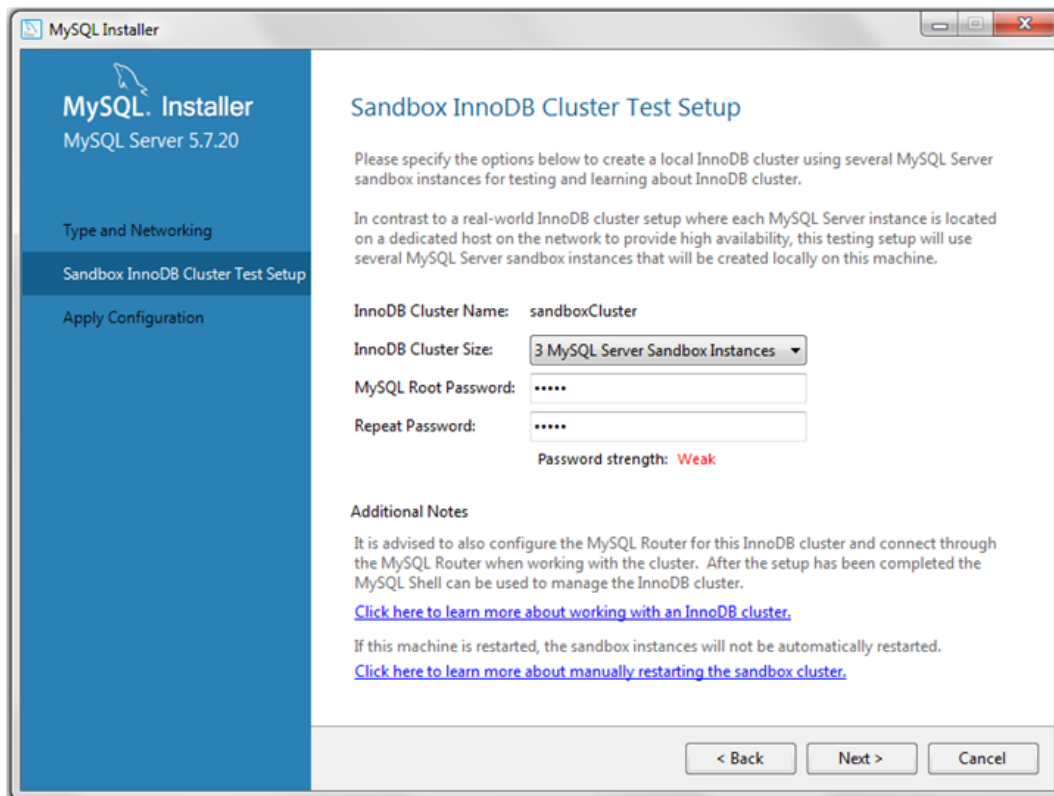 MySQL Installer
MySQL. Installer
MySQL Server 5.7.20
Type and Networking
Sandbox InnoDB Cluster Test Setup
Apply Configuration
Sandbox InnoDB Cluster Test Setup
Please specify the options below to create a local InnoDB cluster using several MySQL Server
sandbox instances for testing and learning about InnoDB cluster.
In contrast to a real-world InnoDB cluster setup where each MySQL Server instance is located
on a dedicated host on the network to provide high availability, this testing setup will use
several MySQL Server sandbox instances that will be created locally on this machine.
InnoDB Cluster Name: sandboxCluster
InnoDB Cluster Size: 3 MySQL Server Sandbox Instances
MySQL Root Password: •••••
Repeat Password: •••••
Password strength: Weak
Additional Notes
It is advised to also configure the MySQL Router for this InnoDB cluster and connect through
the MySQL Router when working with the cluster. After the setup has been completed the
MySQL Shell can be used to manage the InnoDB cluster.
Click here to learn more about working with an InnoDB cluster.
If this machine is restarted, the sandbox instances will not be automatically restarted.
Click here to learn more about manually restarting the sandbox cluster.
< Back Next > Cancel